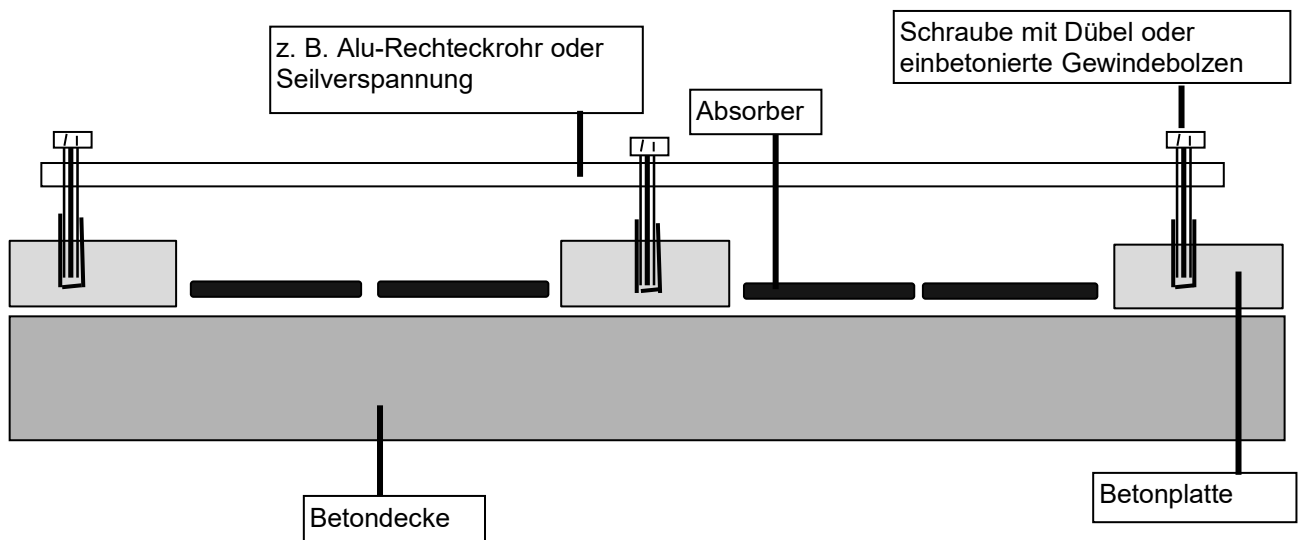 z. B. Alu-Rechteckrohr oder
Seilverspannung
Schraube mit Dübel oder
einbetonierte Gewindebolzen
Absorber
Betonplatte
Betondecke